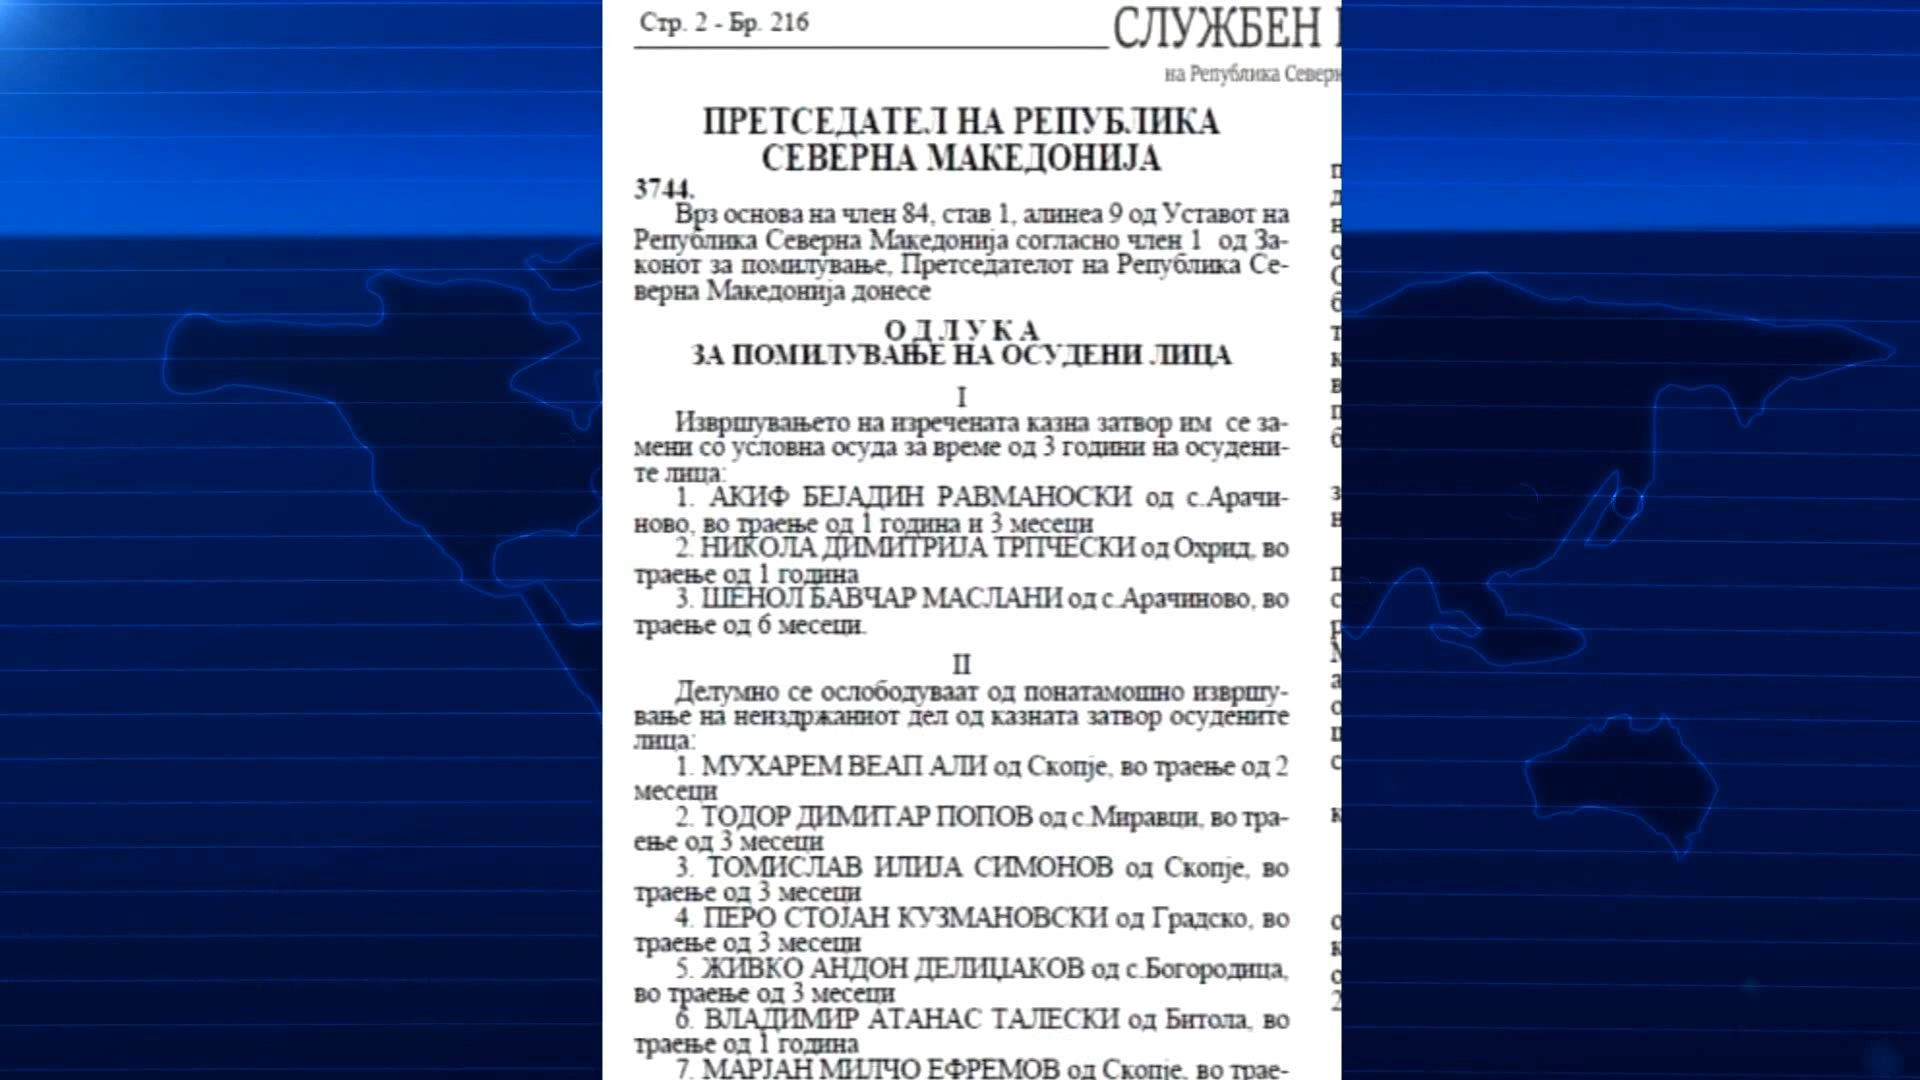 Стр. 2 - Бр. 216
СЛУЖБЕН
на Република
ПРЕТСЕДАТЕЛ НА РЕПУБЛИКА
СЕВЕРНА МАКЕДОНИЈА
3744.
Врз основа на член 84, став 1, алинеа 9 од Уставот на
Република Северна Македонија согласно член 1 од За-
конот за помилување, Претседателот на Република Се-
верна Македонија донесе
О Д Л У К А
ЗА ПОМИЛУВАЊЕ НА ОСУДЕНИ ЛИЦА
I
Извршувањето на изречената казна затвор им се за-
мени со условна осуда за време од 3 години на осудени-
те лица:
1. АКИФ БЕЈАДИН РАВМАНОСКИ од с.Арачи-
ново, во траење од 1 година и 3 месеци
2. НИКОЛА ДИМИТРИЈА ТРПЧЕСКИ од Охрид, во
траење од 1 година
3. ШЕНОЛ БАВЧАР МАСЛАНИ од с.Арачиново, во
траење од 6 месеци.
II
Делумно се ослободуваат од понатамошно извршу-
вање на неиздржаниот дел од казната затвор осудените
лица:
1. МУХАРЕМ ВЕАП АЛИ од Скопје, во траење од 2
месеци
2. ТОДОР ДИМИТАР ПОПОВ од с.Миравци, во тра-
ење од 3 месеци
3. ТОМИСЛАВ ИЛИЈА СИМОНОВ од Скопје, во
траење од 3 месеци
4. ПЕРО СТОЈАН КУЗМАНОВСКИ од Градско, во
траење од 3 месеци
5. ЖИВКО АНДОН ДЕЛИЏАКОВ од с.Богородица,
во траење од 3 месеци
6. ВЛАДИМИР АТАНАС ТАЛЕСКИ од Битола, во
траење од 1 година
7. МАРЈАН МИЛЧО ЕФРЕМОВ од Скопје, во трае-